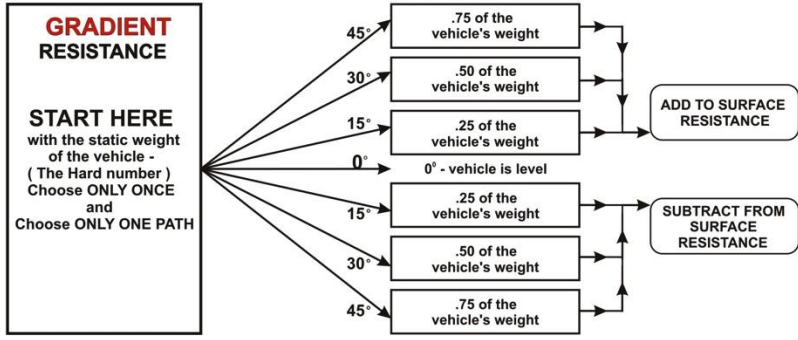 GRADIENT
RESISTANCE
START HERE
with the static weight
of the vehicle -
( The Hard number )
Choose ONLY ONCE
and
Choose ONLY ONE PATH
45°
.75 of the
vehicle's weight
30°
.50 of the
vehicle's weight
15°
.25 of the
vehicle's weight
0°
0⁰ - vehicle is level
15°
.25 of the
vehicle's weight
30°
.50 of the
vehicle's weight
45°
.75 of the
vehicle's weight
ADD TO SURFACE
RESISTANCE
SUBTRACT FROM
SURFACE
RESISTANCE